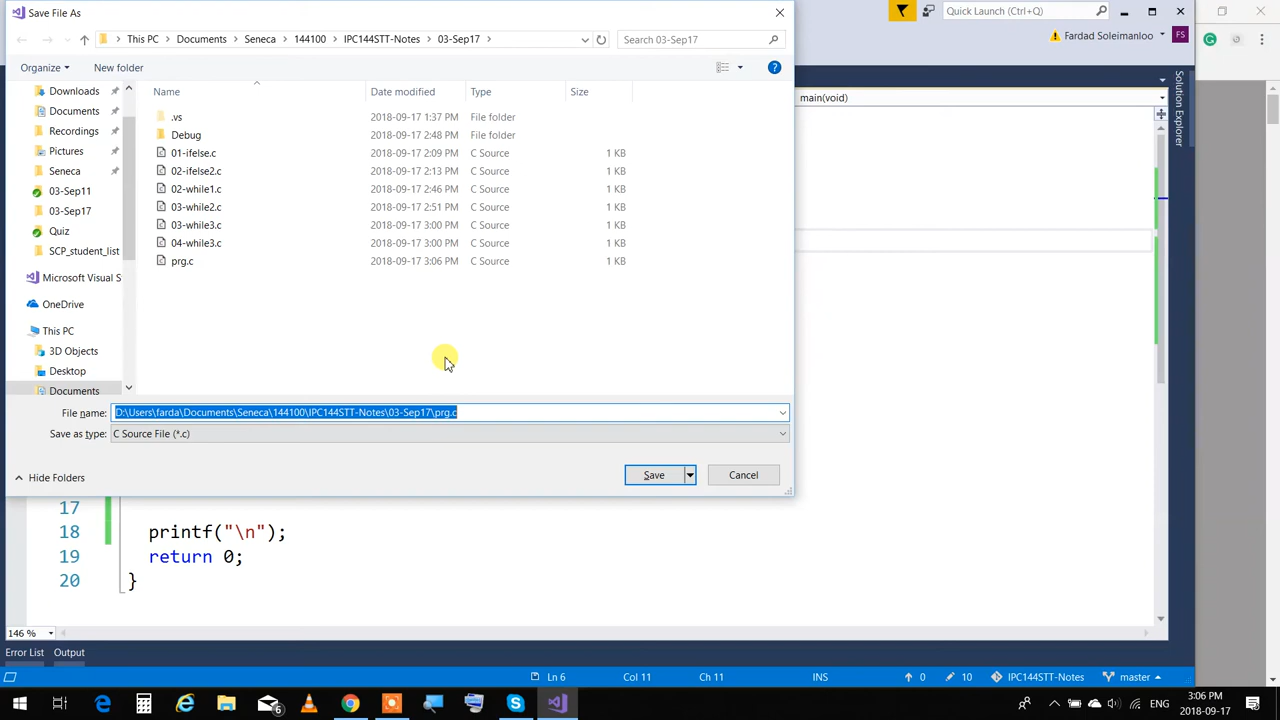 Save File As
Quick Launch (Ctrl+Q)
This PC > Documents > Seneca > 144100 > IPC144STT-Notes > 03-Sep17 >
Search 03-Sep17
Fardad Soleimanloo
FS
Organize
New folder
Downloads
Documents
Recordings
Pictures
Seneca
03-Sep11
03-Sep17
Quiz
SCP_student_list
Microsoft Visual S
OneDrive
This PC
3D Objects
Desktop
Documents
Name Date modified Type Size
.vs 2018-09-17 1:37 PM File folder
Debug 2018-09-17 2:48 PM File folder
01-ifelse.c 2018-09-17 2:09 PM C Source 1 KB
02-ifelse2.c 2018-09-17 2:13 PM C Source 1 KB
02-while1.c 2018-09-17 2:46 PM C Source 1 KB
03-while2.c 2018-09-17 2:51 PM C Source 1 KB
03-while3.c 2018-09-17 3:00 PM C Source 1 KB
04-while3.c 2018-09-17 3:00 PM C Source 1 KB
prg.c 2018-09-17 3:06 PM C Source 1 KB
main(void)
Solution Explorer
File name: D:\Users\farda\Documents\Seneca\144100\IPC144STT-Notes\03-Sep17\prg.c
Save as type: C Source File (*.c)
Hide Folders
Save
Cancel
17
18 printf("\n");
19 return 0;
20 }
146 %
Error List Output
Ln 6 Col 11 Ch 11 INS 0 10 IPC144STT-Notes master
6
ENG
3:06 PM
2018-09-17